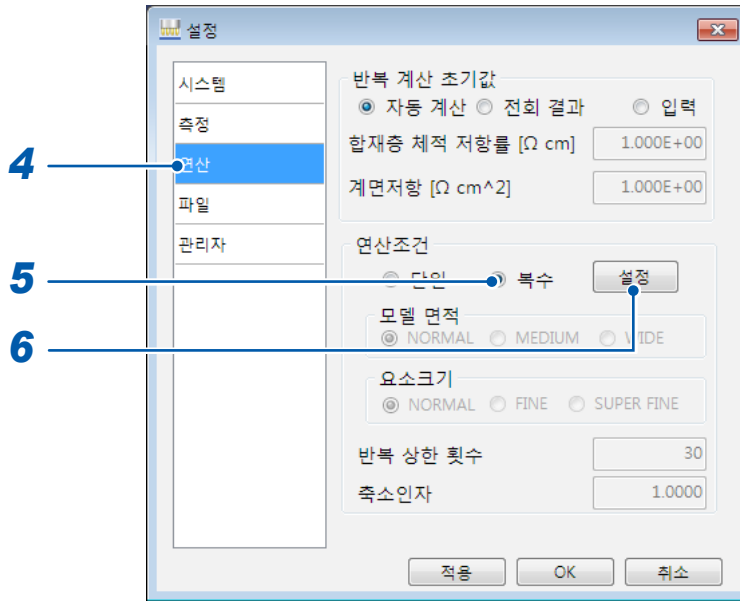 설정
시스템
측정
연산
파일
관리자
반복 계산 초기값
자동 계산 전회 결과 입력
합재층 체적 저항률 [Ω cm] 1.000E+00
계면저항 [Ω cm^2] 1.000E+00
연산조건
단일 복수 설정
모델 면적
NORMAL MEDIUM WIDE
요소크기
NORMAL FINE SUPER FINE
반복 상한 횟수 30
축소인자 1.0000
적용 OK 취소
4
5
6